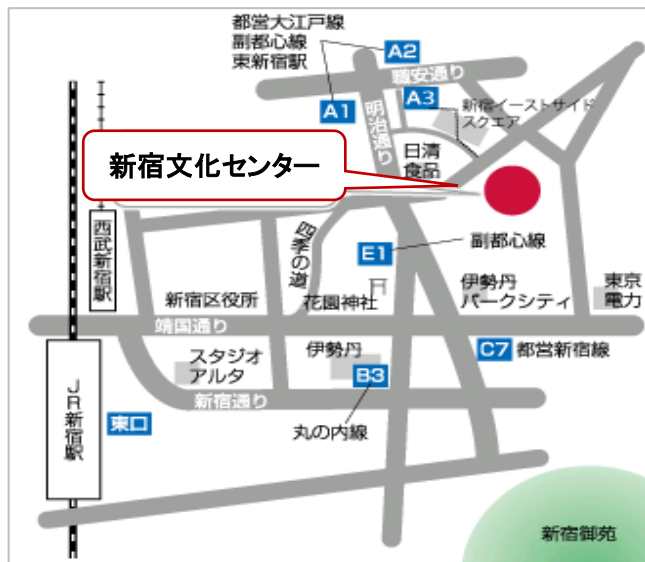 都営大江戸線
副都心線
東新宿駅
A2
職安通り
A1
A3
明治通り
新宿イーストサイド
スクエア
日清
食品
新宿文化センター
西武新宿駅
四季の道
E1
副都心線
新宿区役所
花園神社
伊勢丹
パークシティ
東京
電力
靖国通り
スタジオ
アルタ
伊勢丹
C7 都営新宿線
B3
新宿通り
JR新宿駅
東口
丸の内線
新宿御苑